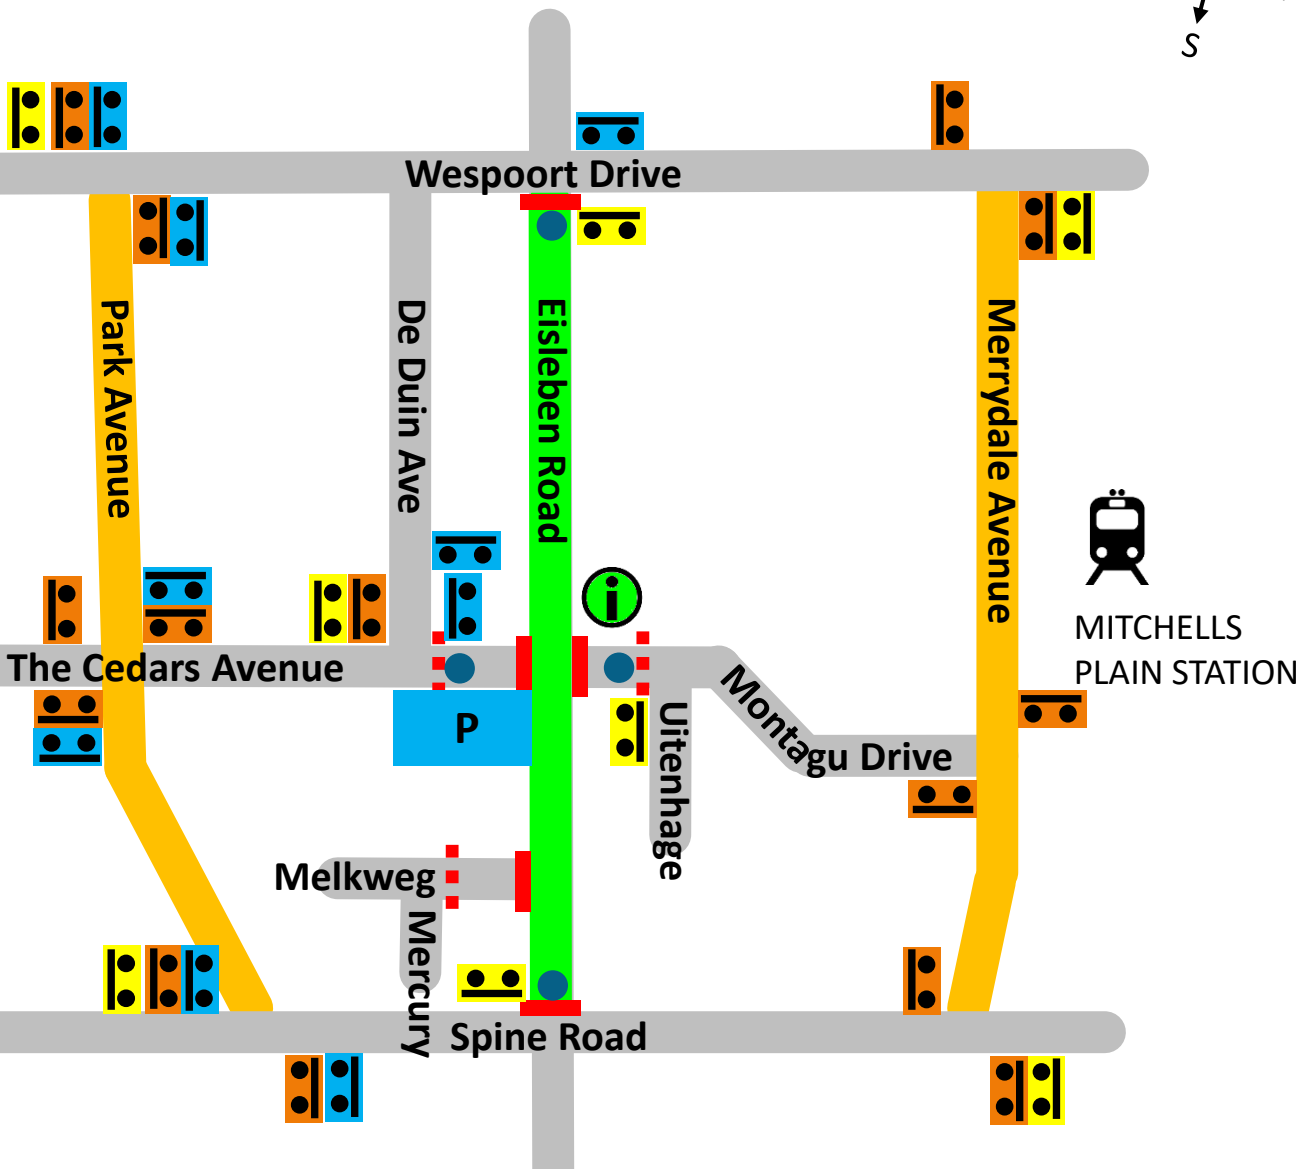 S
Wespoort Drive
Park Avenue
De Duin Ave
Eisleben Road
Merrydale Avenue
i
MITCHELLS
PLAIN STATION
The Cedars Avenue
P
Uitenhage
Montagu Drive
Melkweg
Mercury
Spine Road